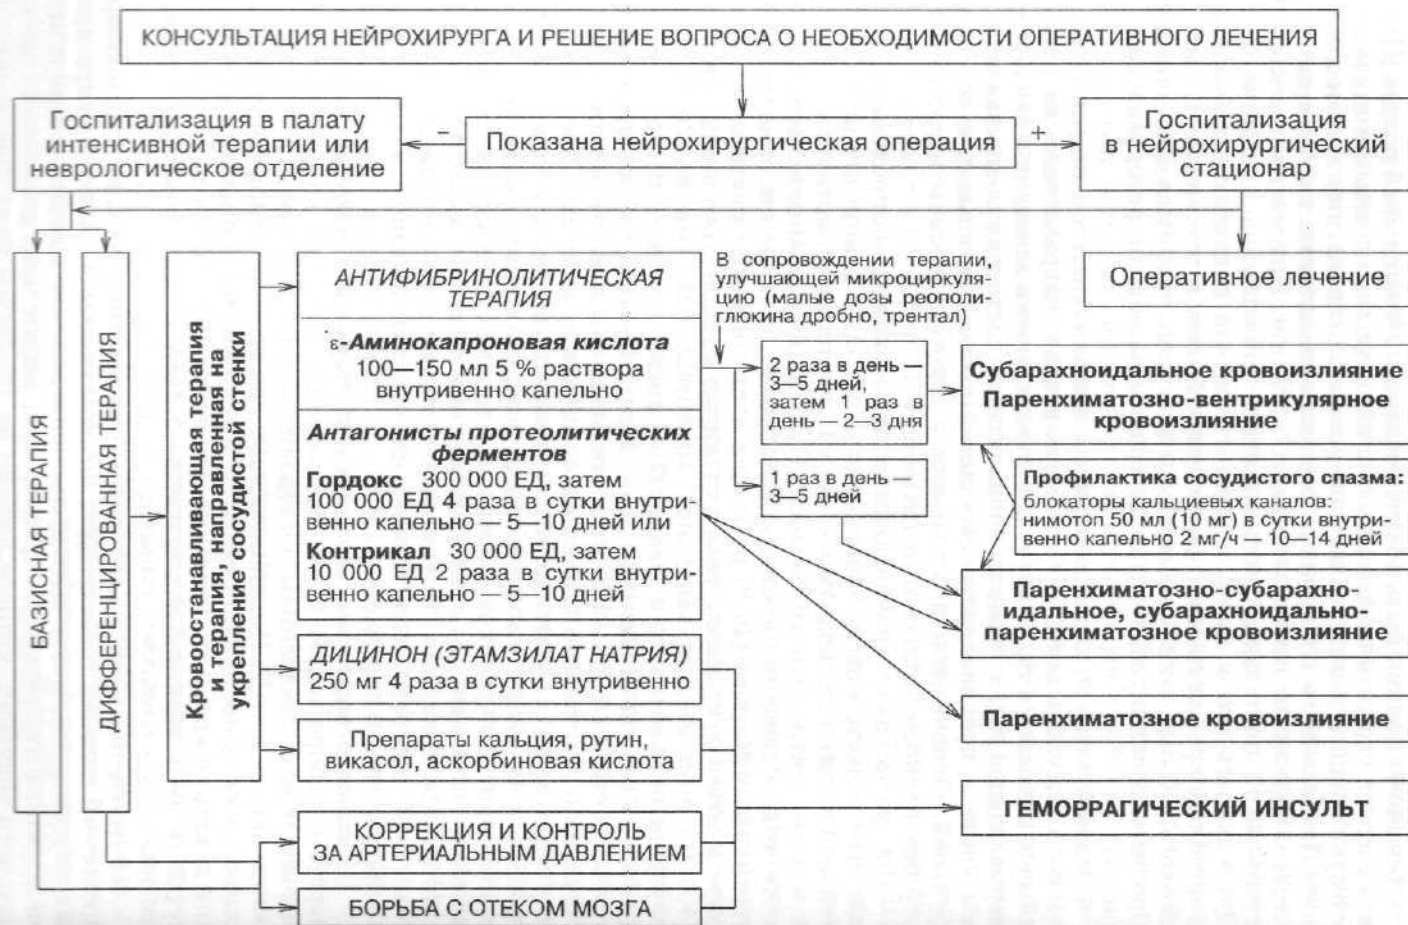 КОНСУЛЬТАЦИЯ НЕЙРОХИРУРГА И РЕШЕНИЕ ВОПРОСА О НЕОБХОДИМОСТИ ОПЕРАТИВНОГО ЛЕЧЕНИЯ
Госпитализация в палату
интенсивной терапии или
неврологическое отделение
−
Показана нейрохирургическая операция
+
Госпитализация
в нейрохирургический
стационар
БАЗИСНАЯ ТЕРАПИЯ
ДИФФЕРЕНЦИРОВАННАЯ ТЕРАПИЯ
Кровоостанавливающая терапия
и терапия, направленная на
укрепление сосудистой стенки
АНТИФИБРИНОЛИТИЧЕСКАЯ
ТЕРАПИЯ
ε-Аминокапроновая кислота
100—150 мл 5 % раствора
внутривенно капельно
Антагонисты протеолитических
ферментов
Гордокс 300 000 ЕД, затем
100 000 ЕД 4 раза в сутки внутри-
венно капельно — 5—10 дней или
Контрикал 30 000 ЕД, затем
10 000 ЕД 2 раза в сутки внутри-
венно капельно — 5—10 дней
ДИЦИНОН (ЭТАМЗИЛАТ НАТРИЯ)
250 мг 4 раза в сутки внутривенно
Препараты кальция, рутин,
викасол, аскорбиновая кислота
КОРРЕКЦИЯ И КОНТРОЛЬ
ЗА АРТЕРИАЛЬНЫМ ДАВЛЕНИЕМ
БОРЬБА С ОТЕКОМ МОЗГА
В сопровождении терапии,
улучшающей микроциркуля-
цию (малые дозы реополи-
глюкина дробно, трентал)
2 раза в день —
3—5 дней,
затем 1 раз в
день — 2—3 дня
1 раз в день —
3—5 дней
Оперативное лечение
Субарахноидальное кровоизлияние
Паренхиматозно-вентрикулярное
кровоизлияние
Профилактика сосудистого спазма:
блокаторы кальциевых каналов:
нимотоп 50 мл (10 мг) в сутки внутри-
венно капельно 2 мг/ч — 10—14 дней
Паренхиматозно-субарахно-
идальное, субарахноидально-
паренхиматозное кровоизлияние
Паренхиматозное кровоизлияние
ГЕМОРРАГИЧЕСКИЙ ИНСУЛЬТ